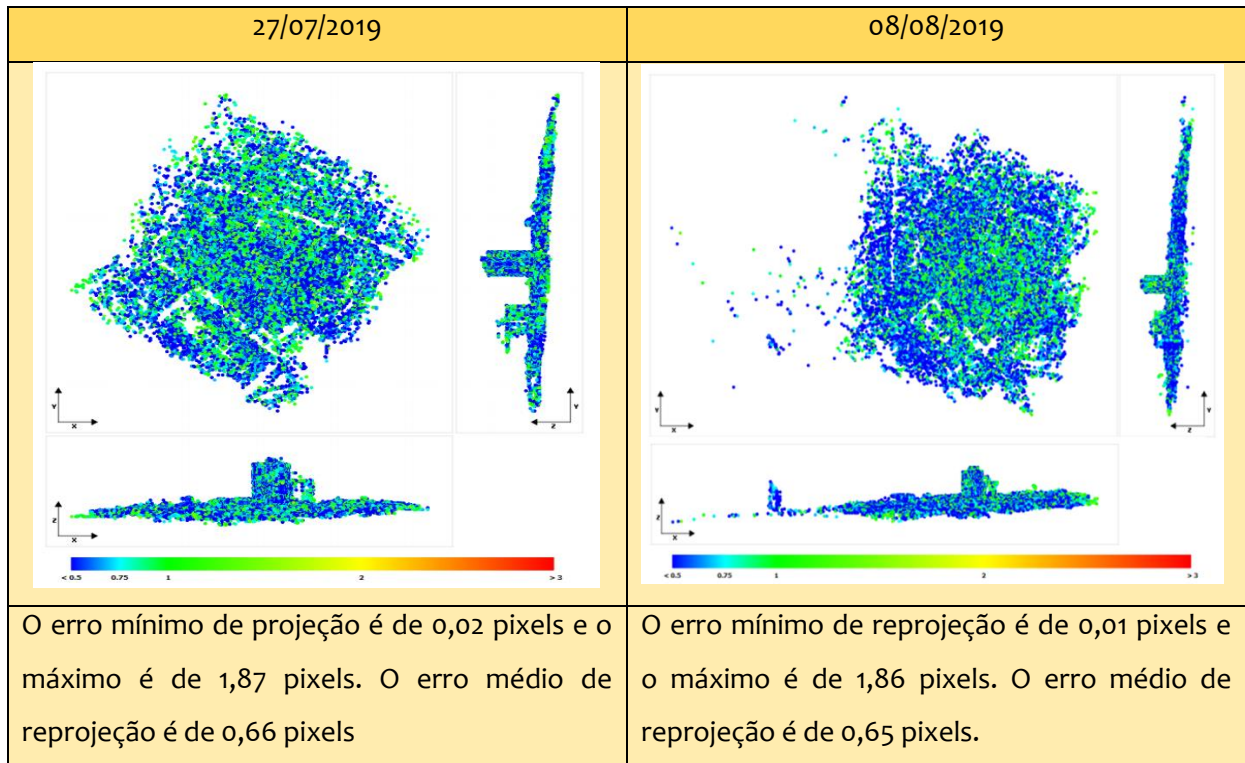 27/07/2019
08/08/2019
Y
X
Y
Z
Z
X
< 0.5 0.75 1 2 > 3
Y
X
Y
Z
Z
X
< 0.5 0.75 1 2 > 3
O erro mínimo de projeção é de 0,02 pixels e o
máximo é de 1,87 pixels. O erro médio de
reprojeção é de 0,66 pixels
O erro mínimo de reprojeção é de 0,01 pixels e
o máximo é de 1,86 pixels. O erro médio de
reprojeção é de 0,65 pixels.